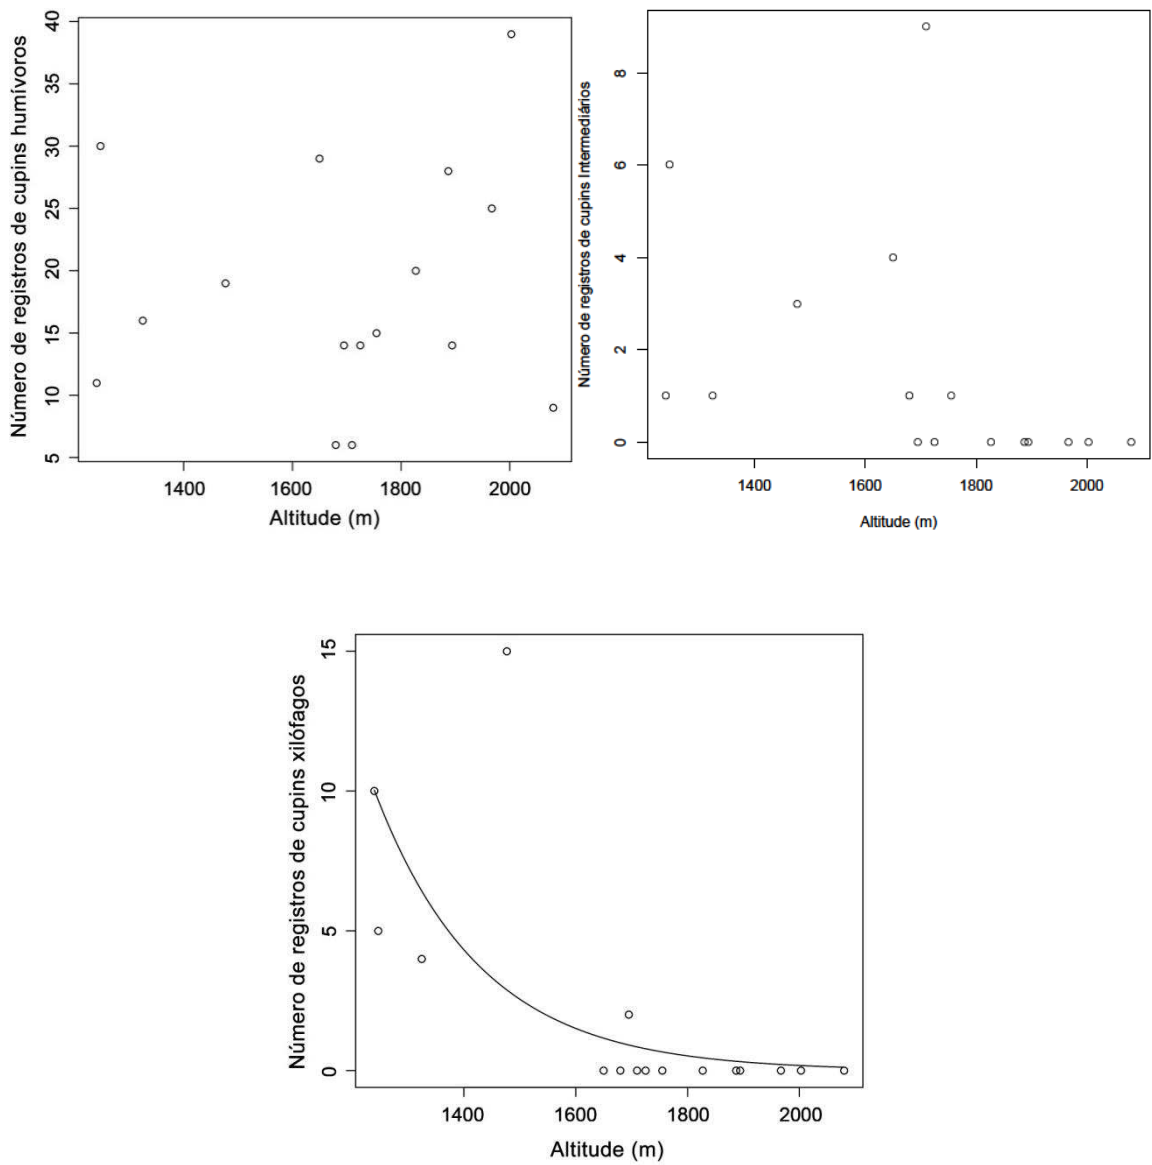 Número de registros de cupins humívoros
40
35
30
25
20
15
10
5
1400 1600 1800 2000
Altitude (m)
Número de registros de cupins Intermediários
8
6
4
2
0
1400 1600 1800 2000
Altitude (m)
Número de registros de cupins xilófagos
15
10
5
0
1400 1600 1800 2000
Altitude (m)